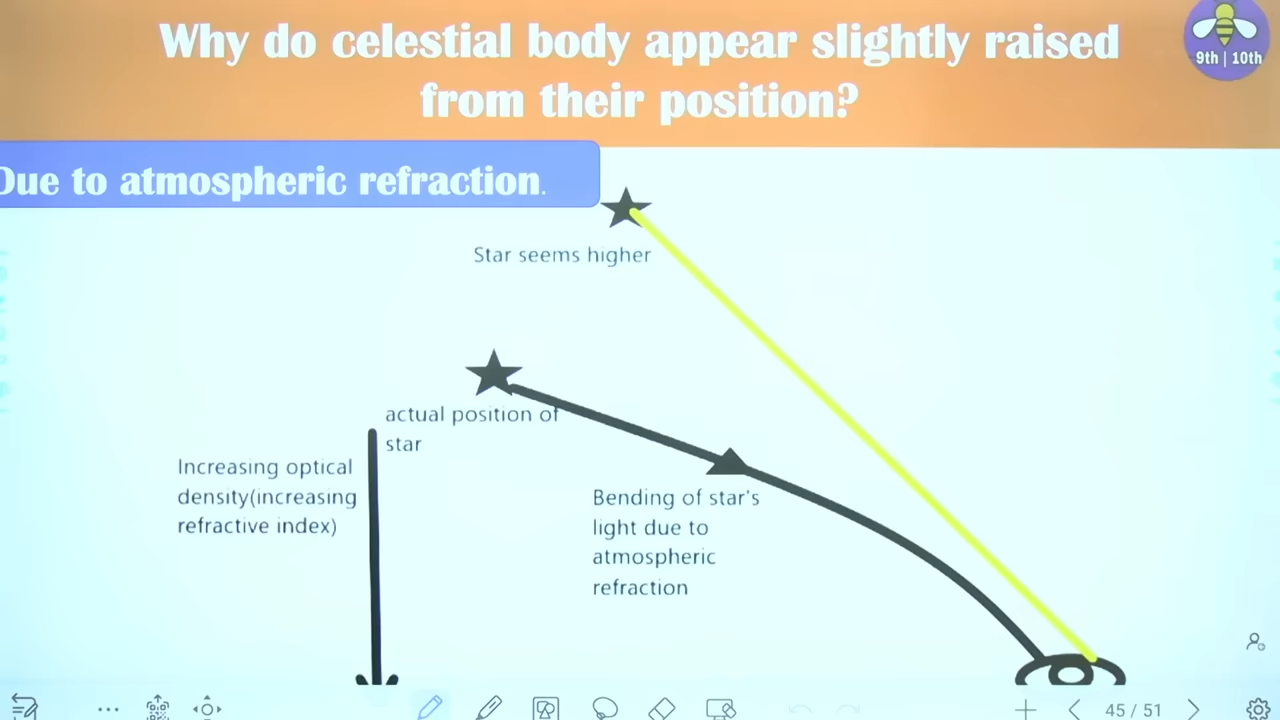 Why do celestial body appear slightly raised
from their position?
9th | 10th
Due to atmospheric refraction.
Star seems higher
actual position of
star
Increasing optical
density(increasing
refractive index)
Bending of star's
light due to
atmospheric
refraction
45 / 51